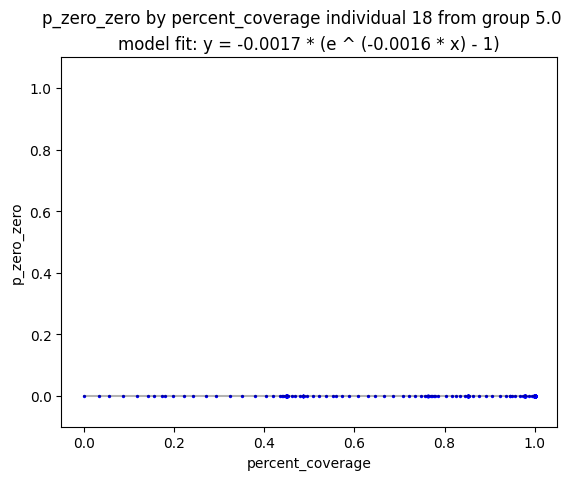 p_zero_zero by percent_coverage individual 18 from group 5.0
model fit: y = -0.0017 * (e ^ (-0.0016 * x) - 1)
1.0
0.8
0.6
0.4
0.2
0.0
p_zero_zero
0.0 0.2 0.4 0.6 0.8 1.0
percent_coverage